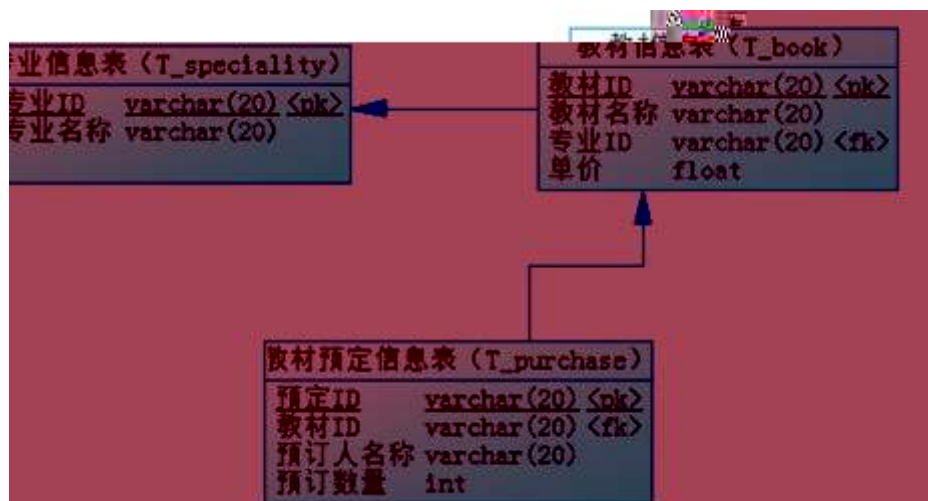 专业信息表（T_speciality）
专业ID varchar(20) <pk>
专业名称 varchar(20)
教材信息表（T_book）
教材ID varchar(20) <pk>
教材名称 varchar(20)
专业ID varchar(20) <fk>
单价 float
教材预定信息表（T_purchase）
预定ID varchar(20) <pk>
教材ID varchar(20) <fk>
预订人名称 varchar(20)
预订数量 int